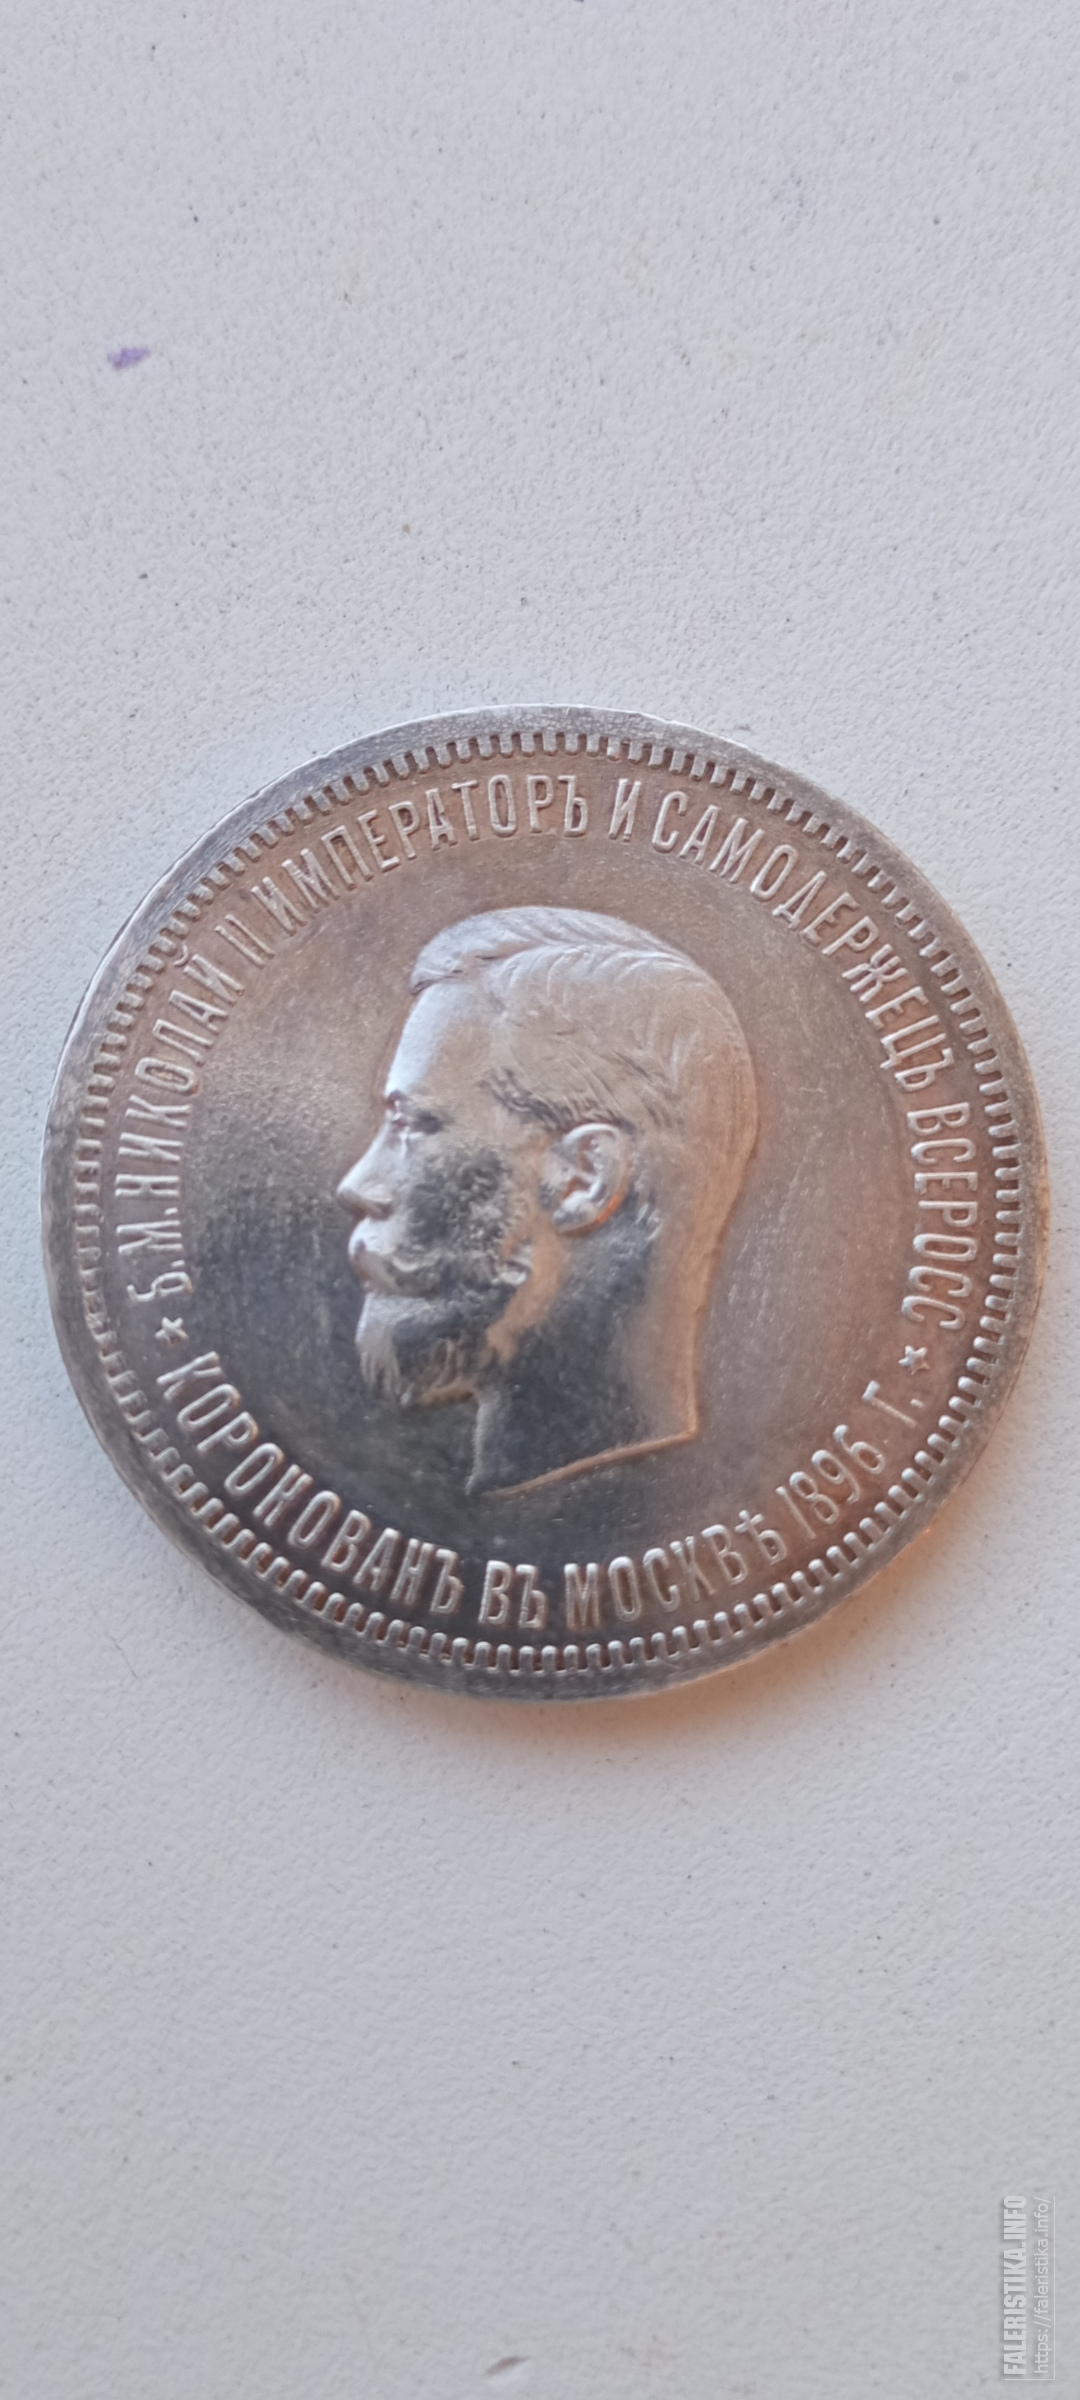 Б.М.НИКОЛАЙ II ИМПЕРАТОРЪ И САМОДЕРЖЕЦЪ ВСЕРОСС
★ КОРОНОВАНЪ ВЪ МОСКВѢ 1896 Г. ★
FALERISTIKA.INFO
https://faleristika.info/